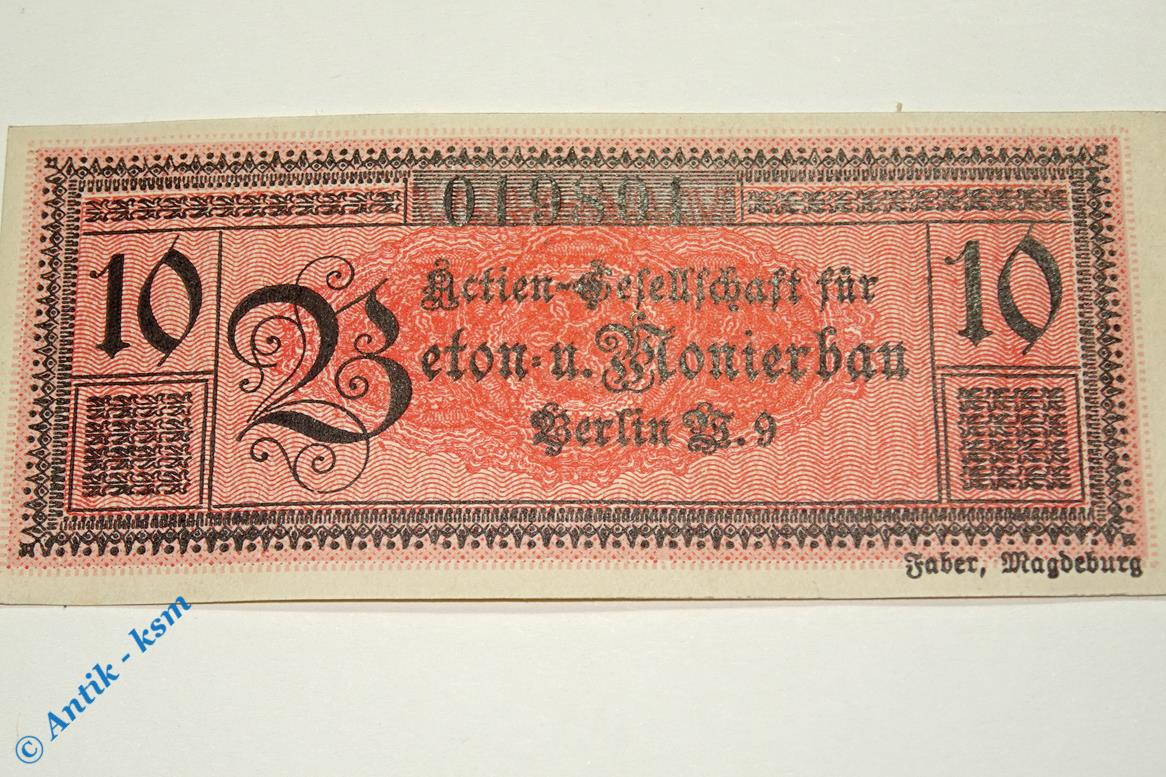 019801
10 10
Actien-Gesellschaft für
Beton- u. Monierbau
Berlin W. 9
Faber, Magdeburg
© Antik - ksm